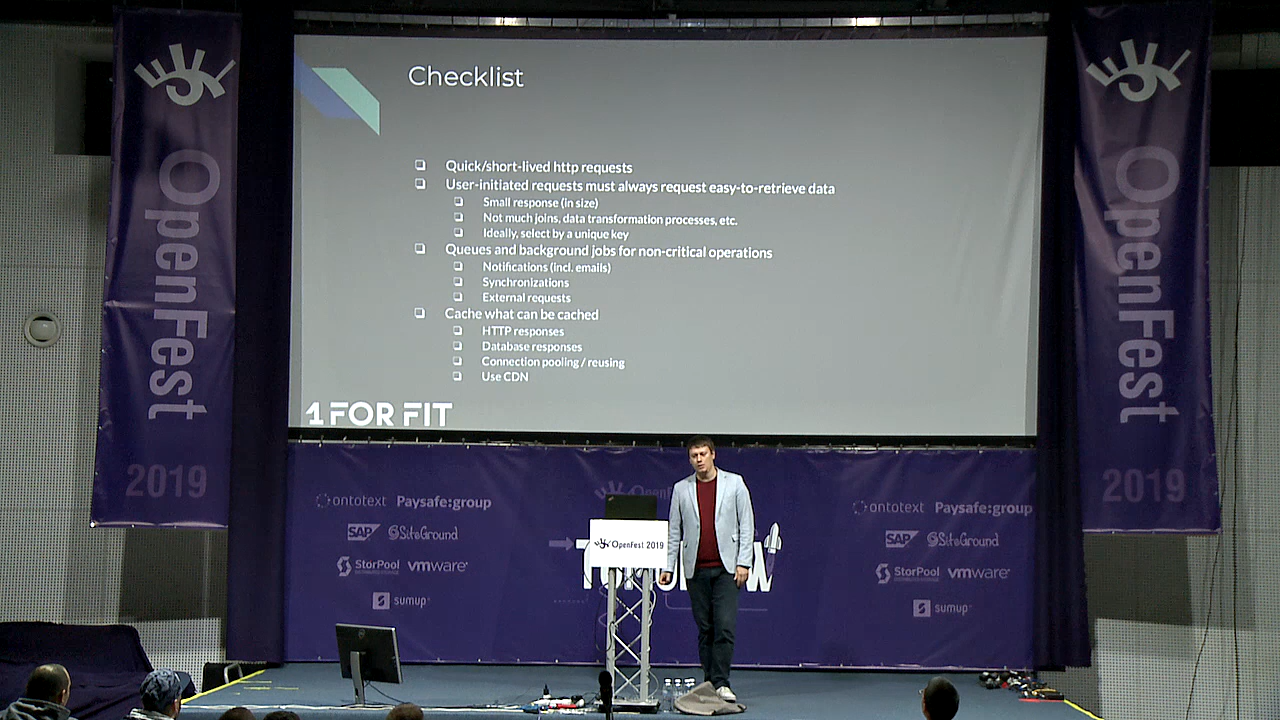 Checklist
Quick/short-lived http requests
User-initiated requests must always request easy-to-retrieve data
Small response (in size)
Not much joins, data transformation processes, etc.
Ideally, select by a unique key
Queues and background jobs for non-critical operations
Notifications (incl. emails)
Synchronizations
External requests
Cache what can be cached
HTTP responses
Database responses
Connection pooling / reusing
Use CDN
1 FOR FIT
OpenFest
2019
OpenFest
2019
ontotext Paysafe:group
SAP SiteGround
StorPool vmware
sumup
OpenFest 2019
ontotext Paysafe:group
SAP SiteGround
StorPool vmware
sumup